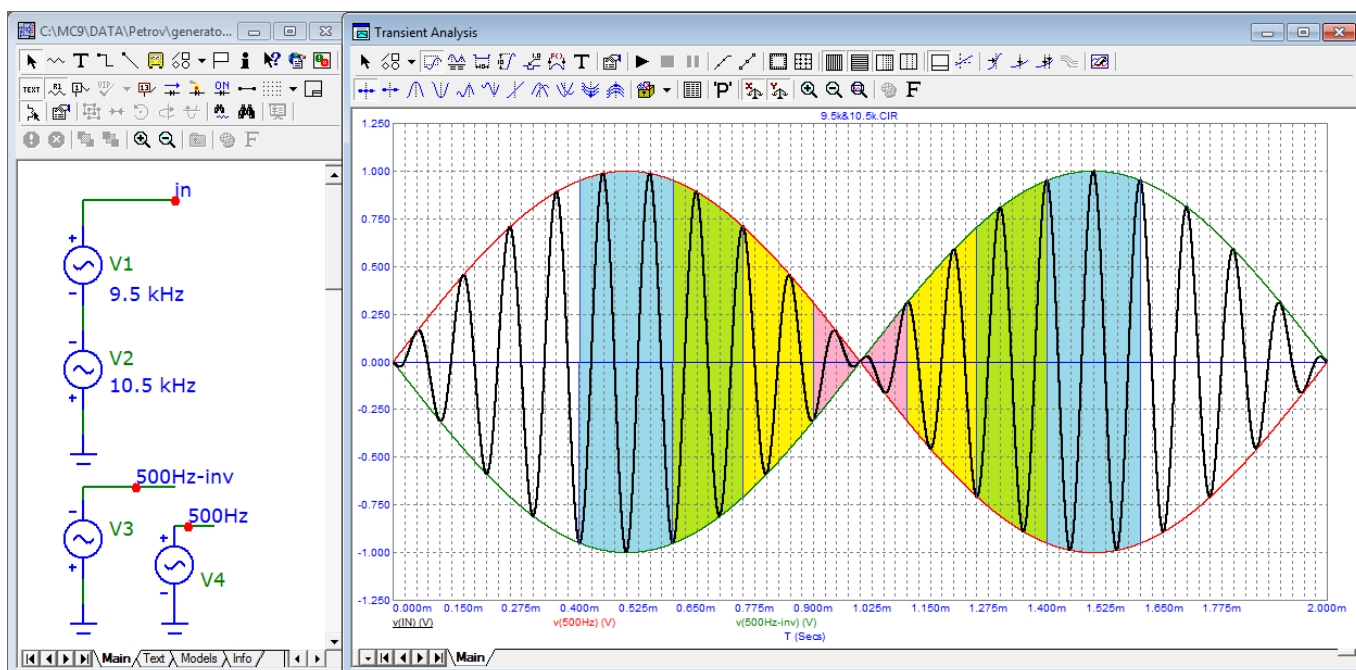 C:\MC9\DATA\Petrov\generato...
TEXT
in
V1
9.5 kHz
V2
10.5 kHz
500Hz-inv
V3
500Hz
V4
Main Text Models Info
Transient Analysis
9.5k&10.5k.CIR
1.250
1.000
0.750
0.500
0.250
0.000
-0.250
-0.500
-0.750
-1.000
-1.250
0.000m 0.150m 0.275m 0.400m 0.525m 0.650m 0.775m 0.900m 1.025m 1.150m 1.275m 1.400m 1.525m 1.650m 1.775m 2.000m
v(IN) (V) v(500Hz) (V) v(500Hz-inv) (V)
T (Secs)
Main